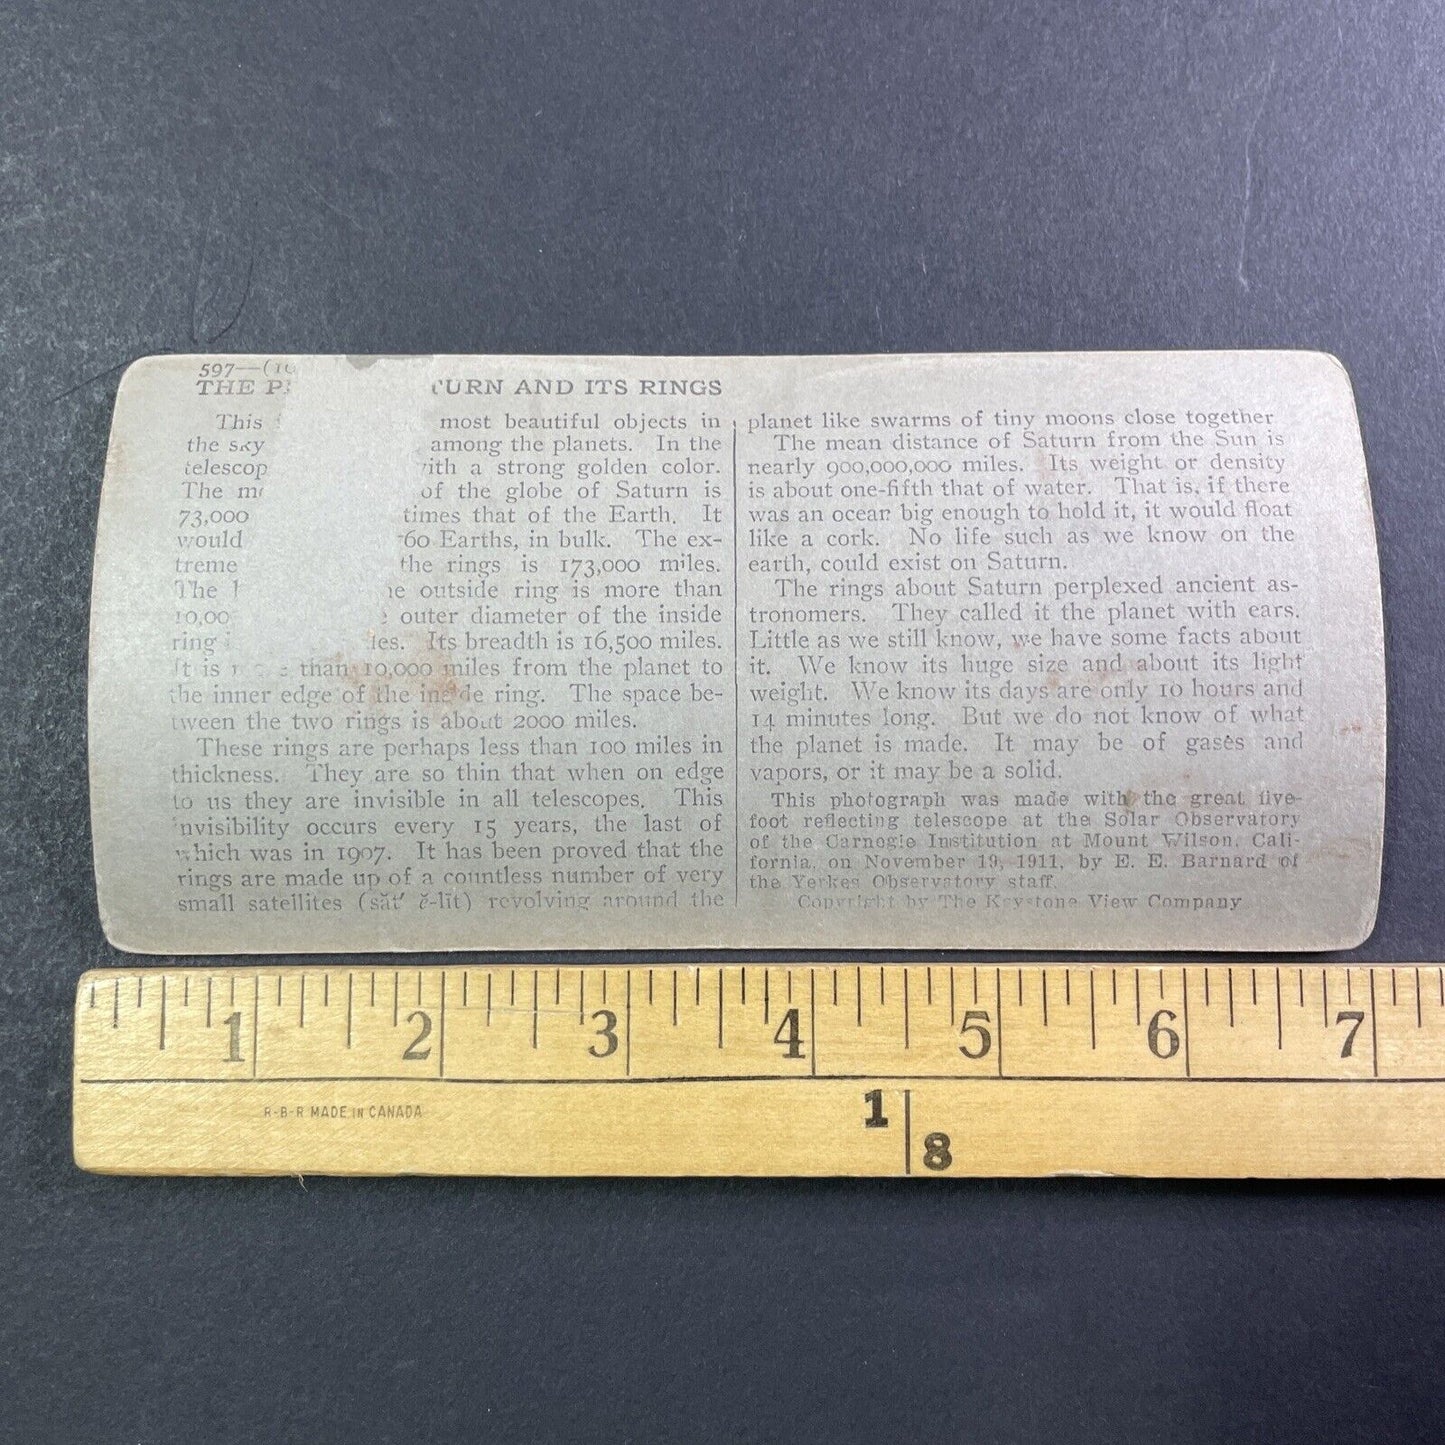 597—(10
THE P TURN AND ITS RINGS
This most beautiful objects in
the sky among the planets. In the
telescop with a strong golden color.
The m of the globe of Saturn is
73,000 times that of the Earth. It
would 760 Earths, in bulk. The ex-
treme the rings is 173,000 miles.
The outside ring is more than
10,00 outer diameter of the inside
ring Its breadth is 16,500 miles.
It is than 10,000 miles from the planet to
the inner edge of the inside ring. The space be-
tween the two rings is about 2000 miles.
These rings are perhaps less than 100 miles in
thickness. They are so thin that when on edge
to us they are invisible in all telescopes. This
invisibility occurs every 15 years, the last of
which was in 1907. It has been proved that the
rings are made up of a countless number of very
small satellites (săt' ĕ-līt) revolving around the
planet like swarms of tiny moons close together
The mean distance of Saturn from the Sun is
nearly 900,000,000 miles. Its weight or density
is about one-fifth that of water. That is, if there
was an ocean big enough to hold it, it would float
like a cork. No life such as we know on the
earth, could exist on Saturn.
The rings about Saturn perplexed ancient as-
tronomers. They called it the planet with ears.
Little as we still know, we have some facts about
it. We know its huge size and about its light
weight. We know its days are only 10 hours and
14 minutes long. But we do not know of what
the planet is made. It may be of gases and
vapors, or it may be a solid.
This photograph was made with the great five-
foot reflecting telescope at the Solar Observatory
of the Carnegie Institution at Mount Wilson, Cali-
fornia, on November 19, 1911, by E. E. Barnard of
the Yerkes Observatory staff.
Copyright by The Keystone View Company
1 2 3 4 5 6 7
R-B-R MADE IN CANADA
1
8